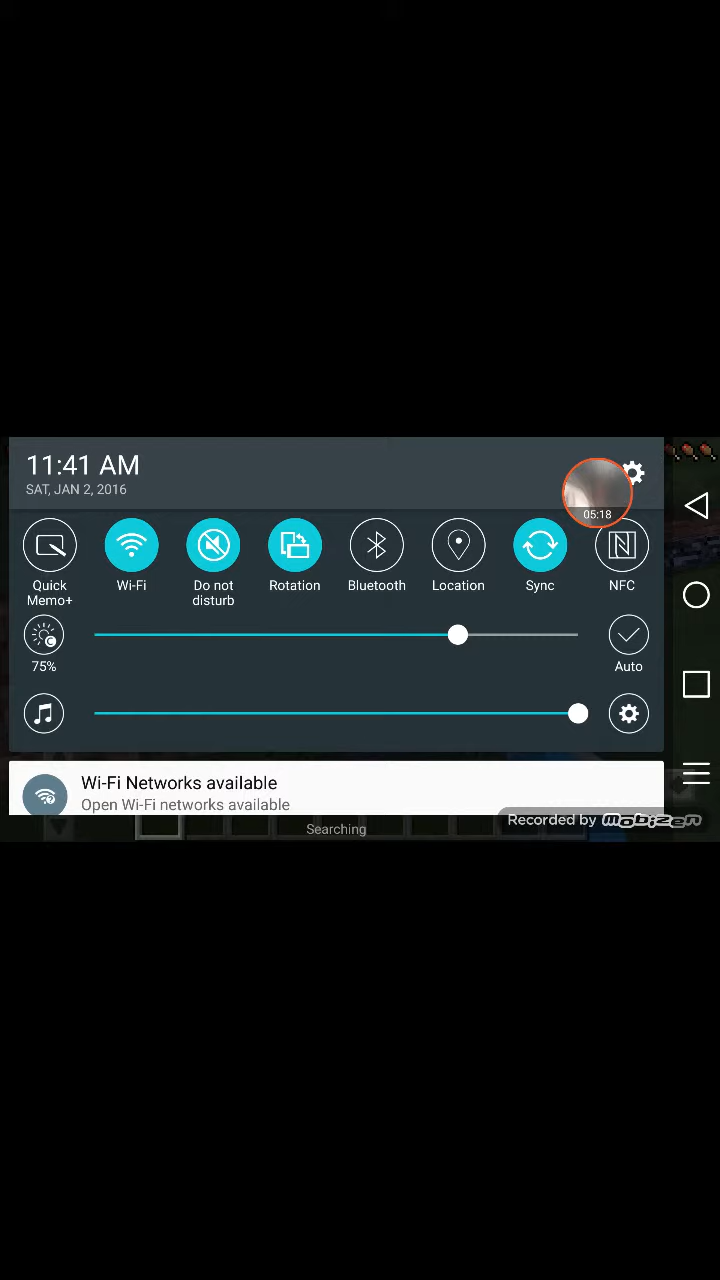 11:41 AM
SAT, JAN 2, 2016
05:18
Quick
Memo+
Wi-Fi
Do not
disturb
Rotation
Bluetooth
Location
Sync
NFC
75%
Auto
Wi-Fi Networks available
Open Wi-Fi networks available
Recorded by mobizen
Searching